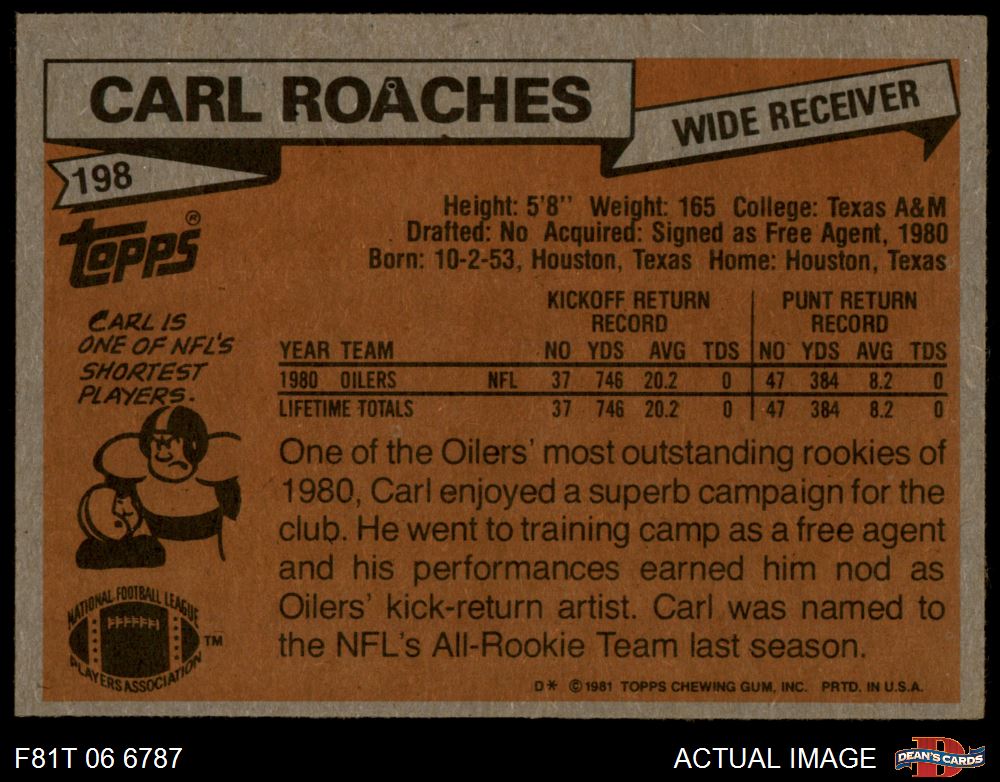 CARL ROACHES
WIDE RECEIVER
198
topps®
Height: 5'8'' Weight: 165 College: Texas A&M
Drafted: No Acquired: Signed as Free Agent, 1980
Born: 10-2-53, Houston, Texas Home: Houston, Texas
CARL IS
ONE OF NFL'S
SHORTEST
PLAYERS.
KICKOFF RETURN PUNT RETURN
RECORD RECORD
YEAR TEAM NO YDS AVG TDS NO YDS AVG TDS
1980 OILERS NFL 37 746 20.2 0 47 384 8.2 0
LIFETIME TOTALS 37 746 20.2 0 47 384 8.2 0
One of the Oilers' most outstanding rookies of
1980, Carl enjoyed a superb campaign for the
club. He went to training camp as a free agent
and his performances earned him nod as
Oilers' kick-return artist. Carl was named to
the NFL's All-Rookie Team last season.
NATIONAL FOOTBALL LEAGUE
PLAYERS ASSOCIATION
TM
D* ©1981 TOPPS CHEWING GUM, INC. PRTD. IN U.S.A.
F81T 06 6787
ACTUAL IMAGE
D
DEAN'S CARDS